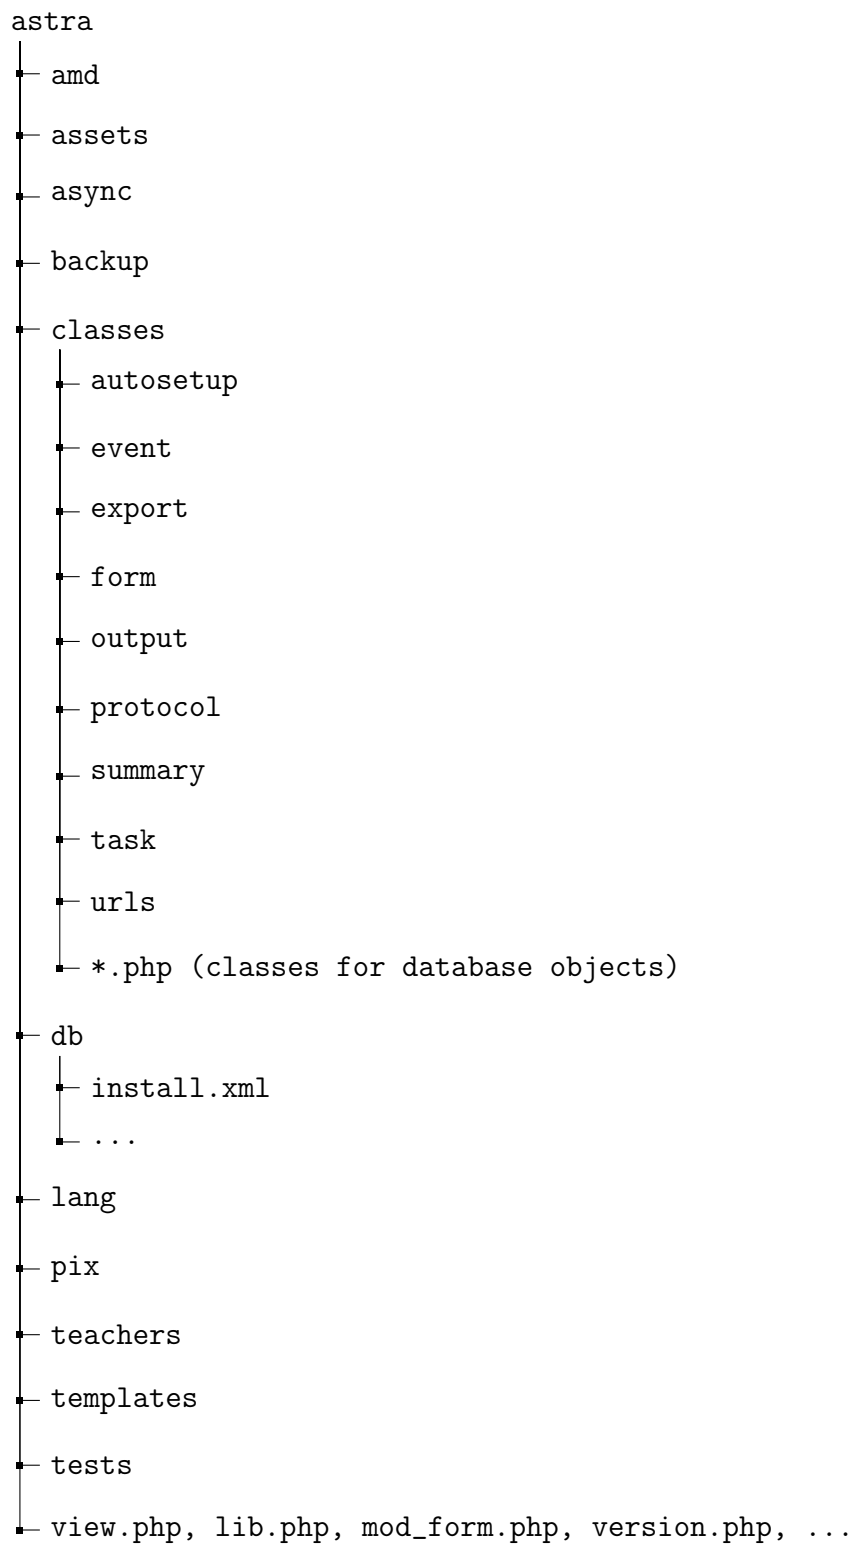 astra
amd
assets
async
backup
classes
autosetup
event
export
form
output
protocol
summary
task
urls
*.php (classes for database objects)
db
install.xml
...
lang
pix
teachers
templates
tests
view.php, lib.php, mod_form.php, version.php, ...